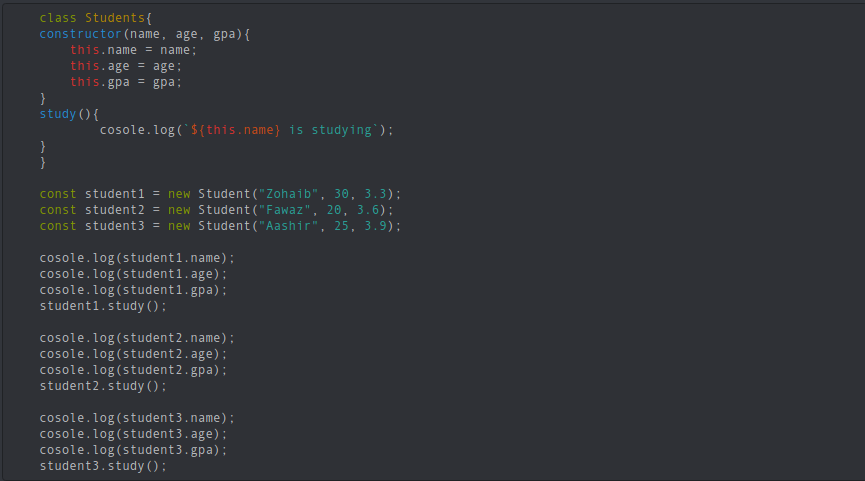 class Students{
constructor(name, age, gpa){
this.name = name;
this.age = age;
this.gpa = gpa;
}
study(){
cosole.log(`${this.name} is studying`);
}
}
const student1 = new Student("Zohaib", 30, 3.3);
const student2 = new Student("Fawaz", 20, 3.6);
const student3 = new Student("Aashir", 25, 3.9);
cosole.log(student1.name);
cosole.log(student1.age);
cosole.log(student1.gpa);
student1.study();
cosole.log(student2.name);
cosole.log(student2.age);
cosole.log(student2.gpa);
student2.study();
cosole.log(student3.name);
cosole.log(student3.age);
cosole.log(student3.gpa);
student3.study();